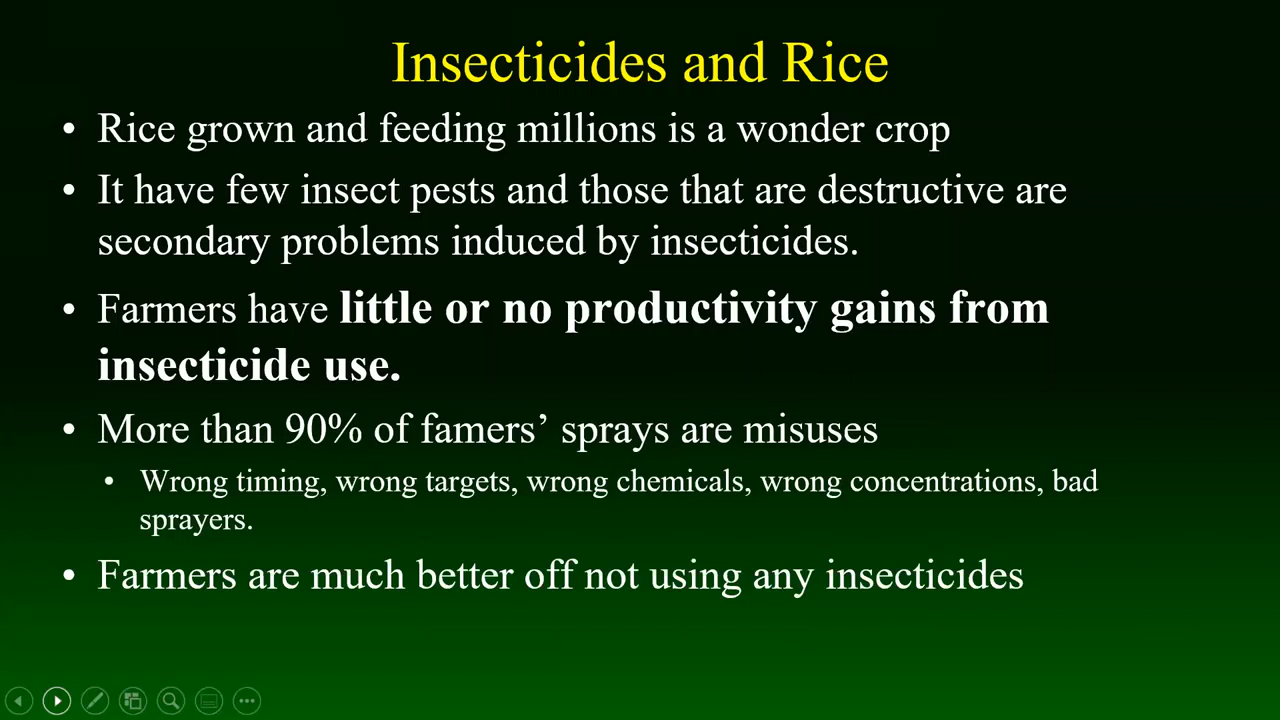 Insecticides and Rice
• Rice grown and feeding millions is a wonder crop
• It have few insect pests and those that are destructive are
secondary problems induced by insecticides.
• Farmers have little or no productivity gains from
insecticide use.
• More than 90% of famers’ sprays are misuses
• Wrong timing, wrong targets, wrong chemicals, wrong concentrations, bad
sprayers.
• Farmers are much better off not using any insecticides